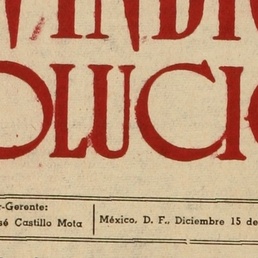 VINDIC
OLUCIO
r-Gerente:
sé Castillo Mota
México, D. F., Diciembre 15 de